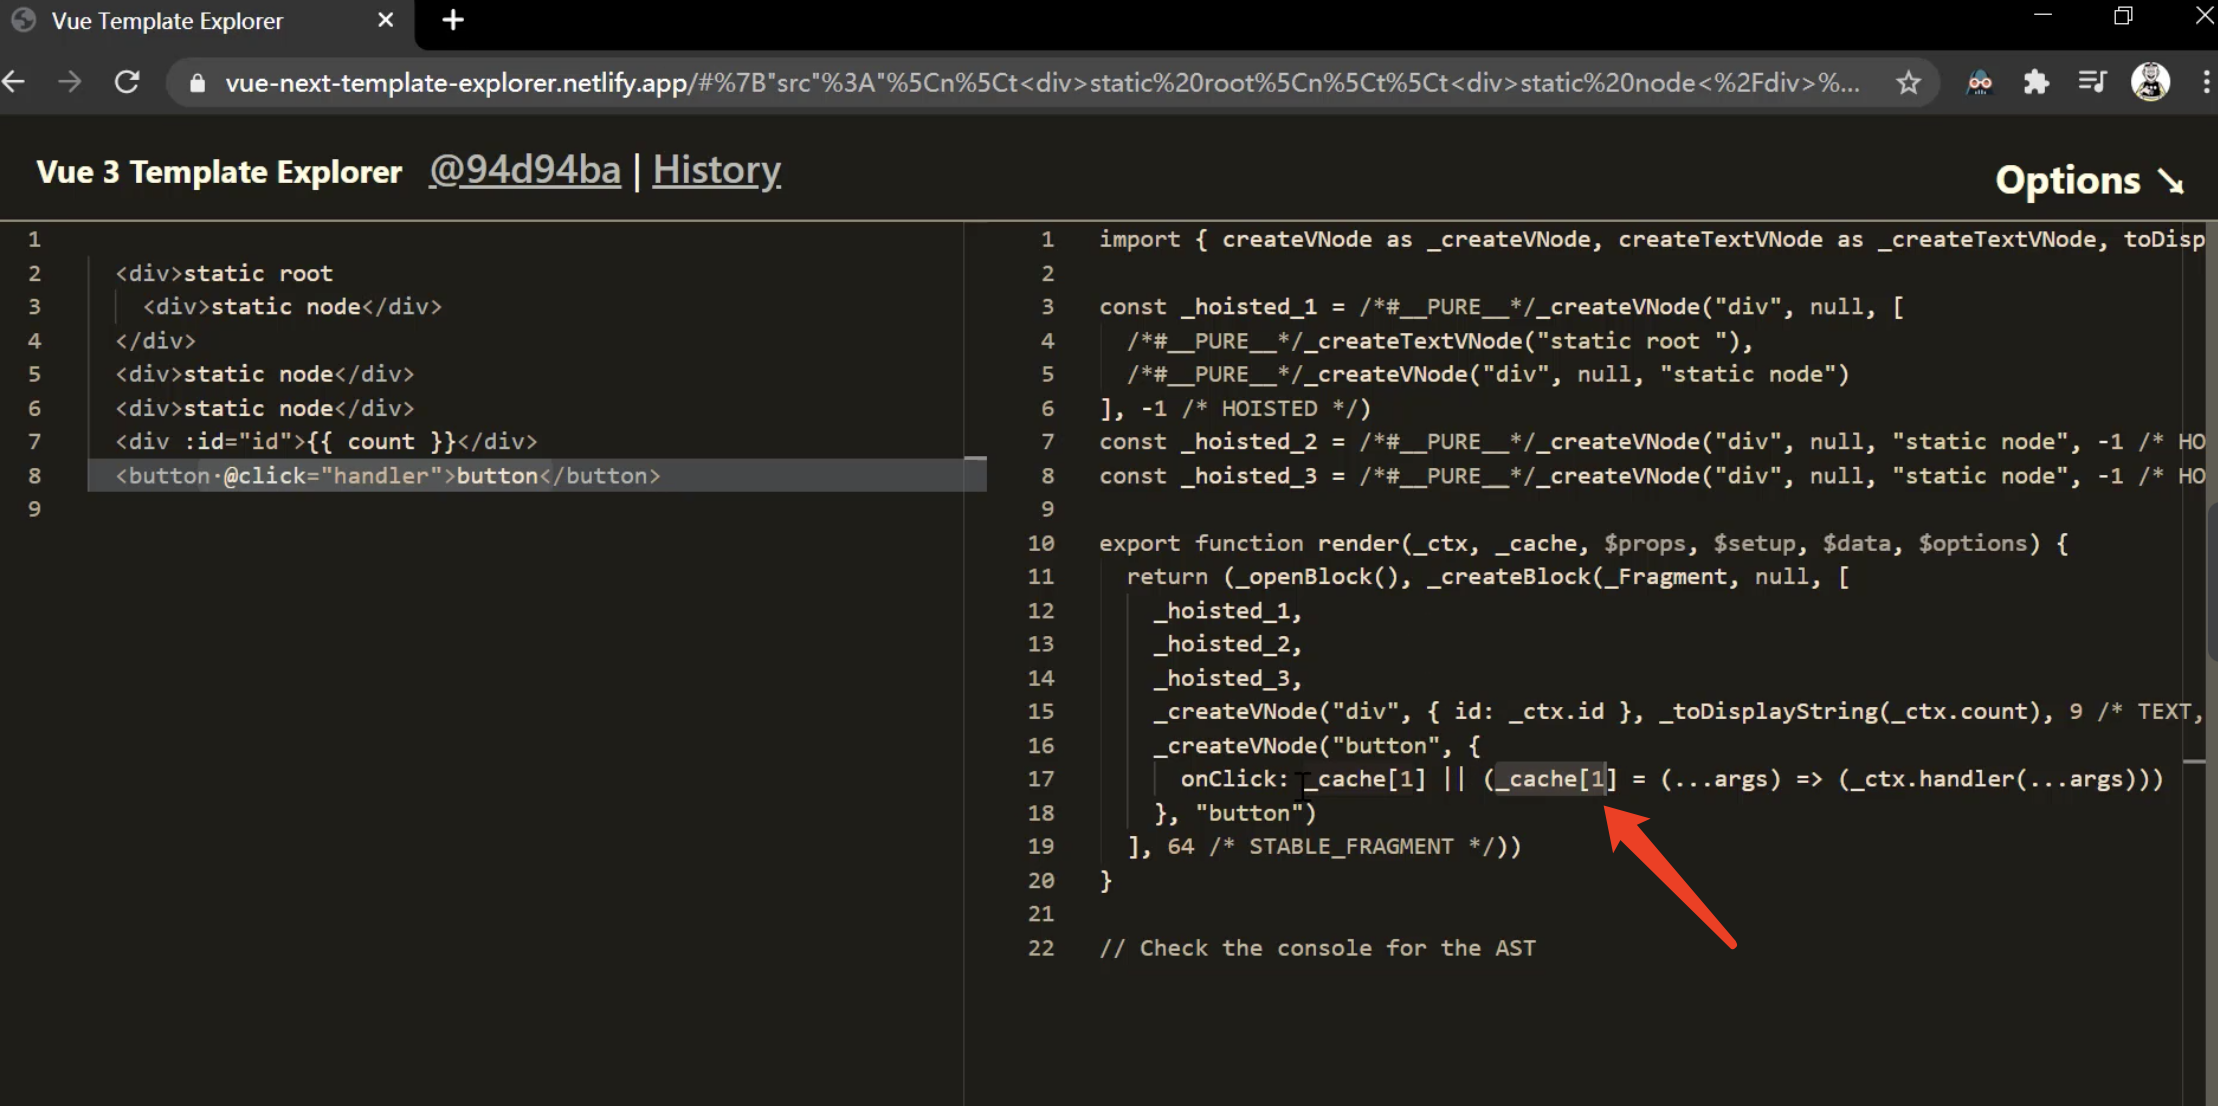 Vue Template Explorer
vue-next-template-explorer.netlify.app/#%7B"src"%3A"%5Cn%5Ct<div>static%20root%5Cn%5Ct%5Ct<div>static%20node<%2Fdiv>%...
Vue 3 Template Explorer @94d94ba | History
Options ↘
1
2 <div>static root
3 <div>static node</div>
4 </div>
5 <div>static node</div>
6 <div>static node</div>
7 <div :id="id">{{ count }}</div>
8 <button·@click="handler">button</button>
9
1 import { createVNode as _createVNode, createTextVNode as _createTextVNode, toDisp
2
3 const _hoisted_1 = /*#__PURE__*/_createVNode("div", null, [
4 /*#__PURE__*/_createTextVNode("static root "),
5 /*#__PURE__*/_createVNode("div", null, "static node")
6 ], -1 /* HOISTED */)
7 const _hoisted_2 = /*#__PURE__*/_createVNode("div", null, "static node", -1 /* HO
8 const _hoisted_3 = /*#__PURE__*/_createVNode("div", null, "static node", -1 /* HO
9
10 export function render(_ctx, _cache, $props, $setup, $data, $options) {
11 return (_openBlock(), _createBlock(_Fragment, null, [
12 _hoisted_1,
13 _hoisted_2,
14 _hoisted_3,
15 _createVNode("div", { id: _ctx.id }, _toDisplayString(_ctx.count), 9 /* TEXT,
16 _createVNode("button", {
17 onClick: _cache[1] || (_cache[1] = (...args) => (_ctx.handler(...args)))
18 }, "button")
19 ], 64 /* STABLE_FRAGMENT */))
20 }
21
22 // Check the console for the AST